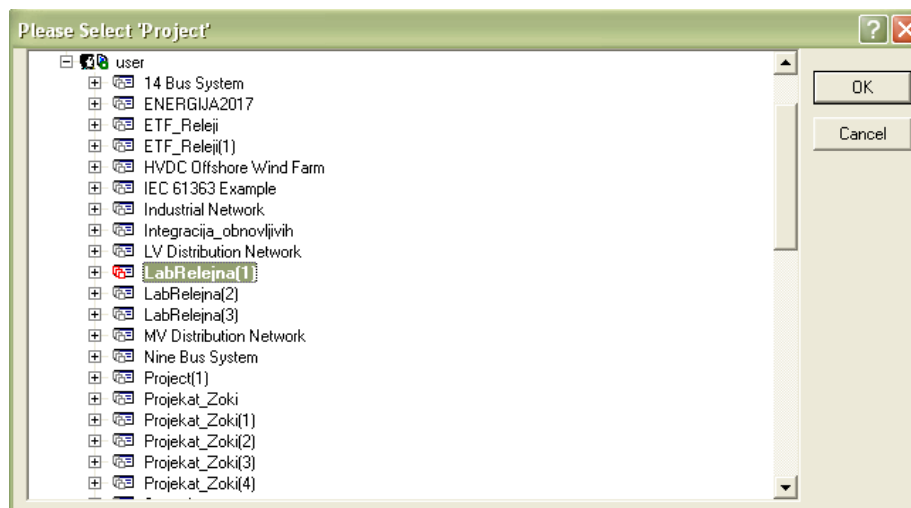 Please Select 'Project'
user
14 Bus System
ENERGIJA2017
ETF_Releji
ETF_Releji(1)
HVDC Offshore Wind Farm
IEC 61363 Example
Industrial Network
Integracija_obnovljivih
LV Distribution Network
LabRelejna(1)
LabRelejna(2)
LabRelejna(3)
MV Distribution Network
Nine Bus System
Project(1)
Projekat_Zoki
Projekat_Zoki(1)
Projekat_Zoki(2)
Projekat_Zoki(3)
Projekat_Zoki(4)
OK
Cancel